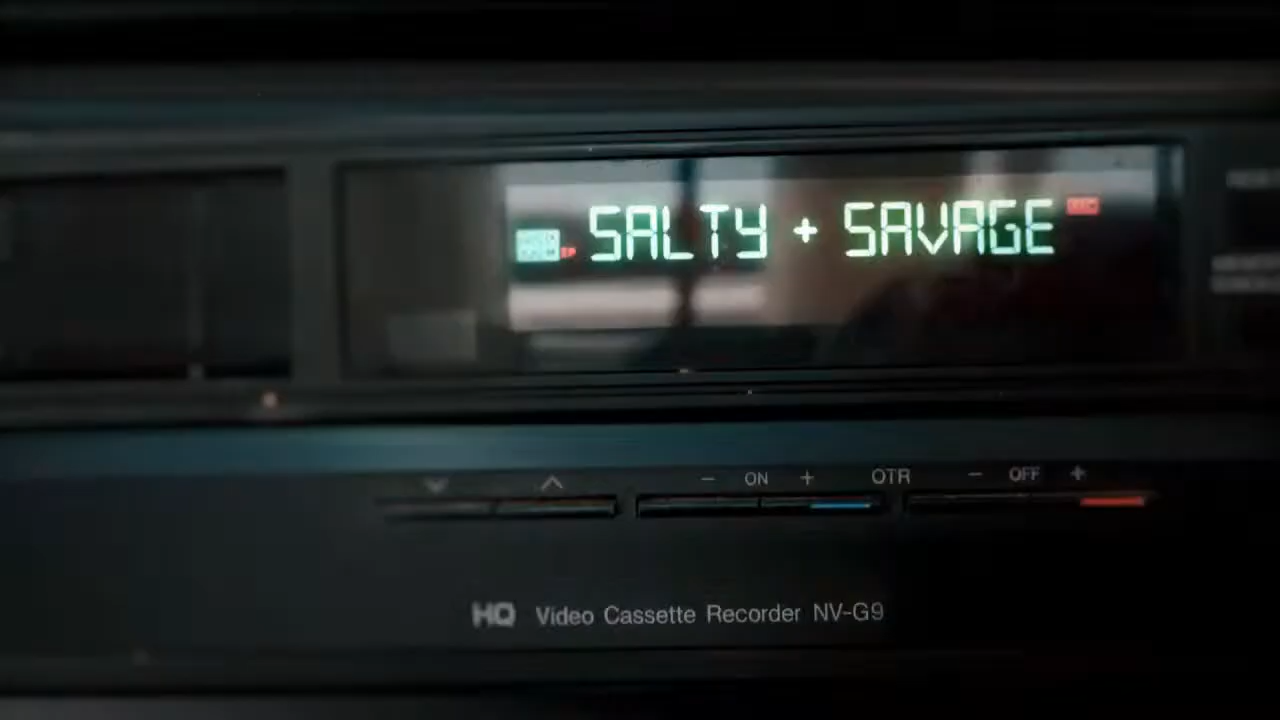 SALTY + SAVAGE
− ON + OTR − OFF +
HQ Video Cassette Recorder NV-G9